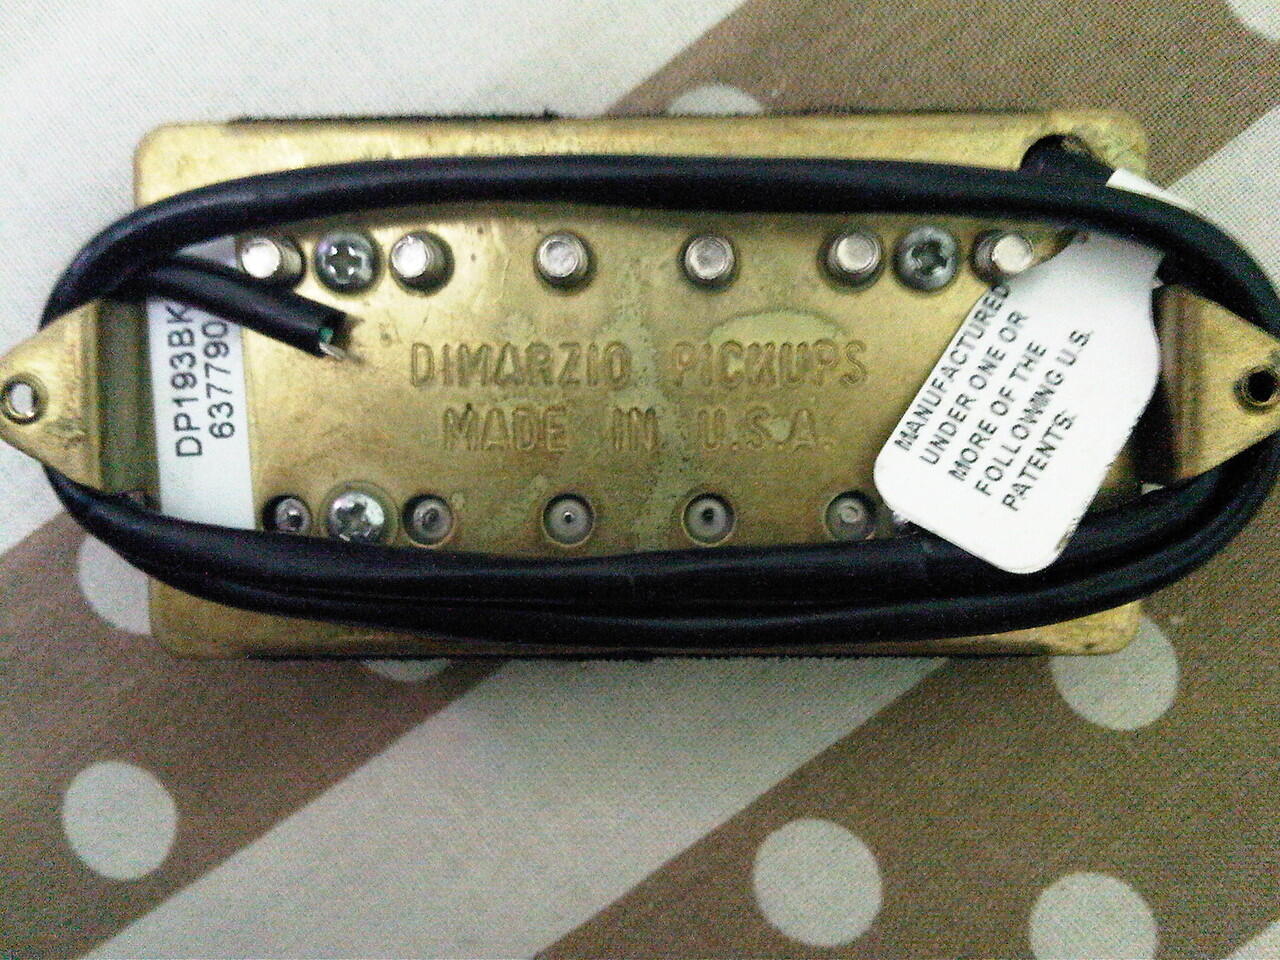 DP193BK
637790
DIMARZIO PICKUPS
MADE IN U.S.A.
MANUFACTURED
UNDER ONE OR
MORE OF THE
FOLLOWING U.S.
PATENTS: